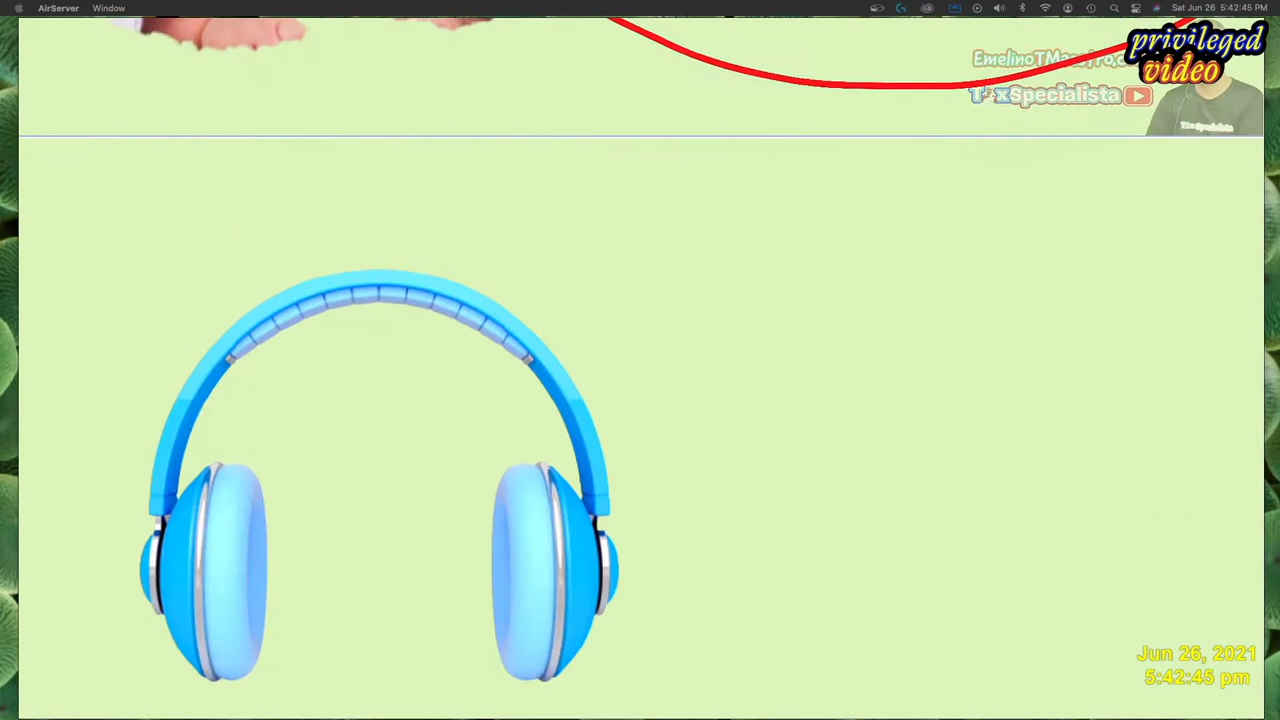 AirServer Window Sat Jun 26 5:42:45 PM
privileged
video
TaxSpecialista
TaxSpecialista
Jun 26, 2021
5:42:45 pm